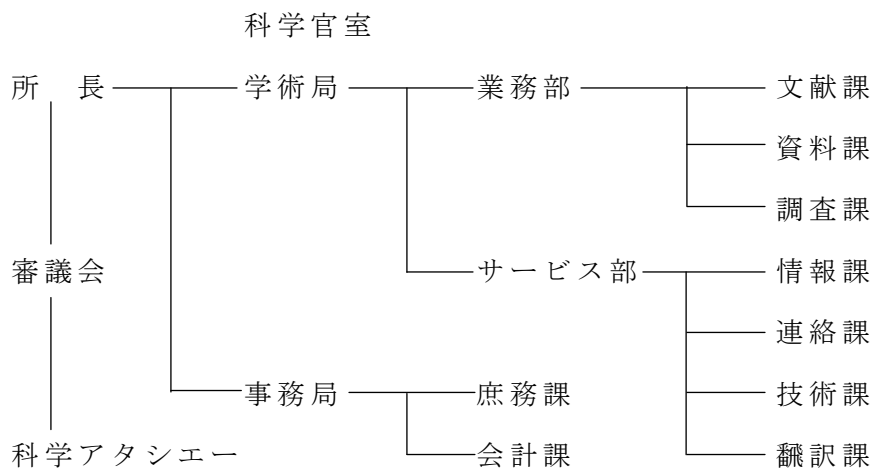 科学官室
所　長　学術局　業務部　文献課
資料課
調査課
審議会　サービス部　情報課
連絡課
事務局　庶務課　技術課
科学アタシエー　会計課　飜訳課